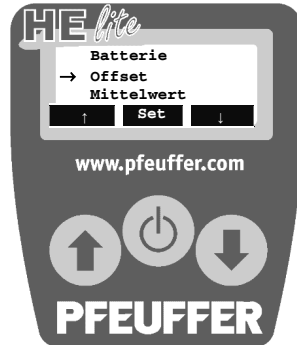 HE lite
Batterie
→ Offset
Mittelwert
↑ Set ↓
www.pfeuffer.com
PFEUFFER